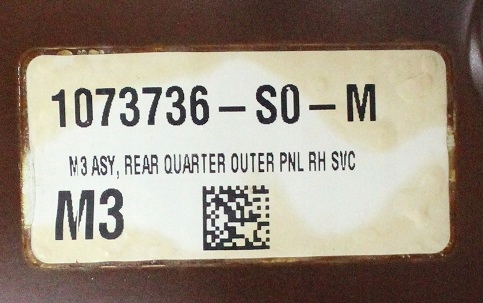 1073736-S0-M
M3 ASY, REAR QUARTER OUTER PNL RH SVC
M3